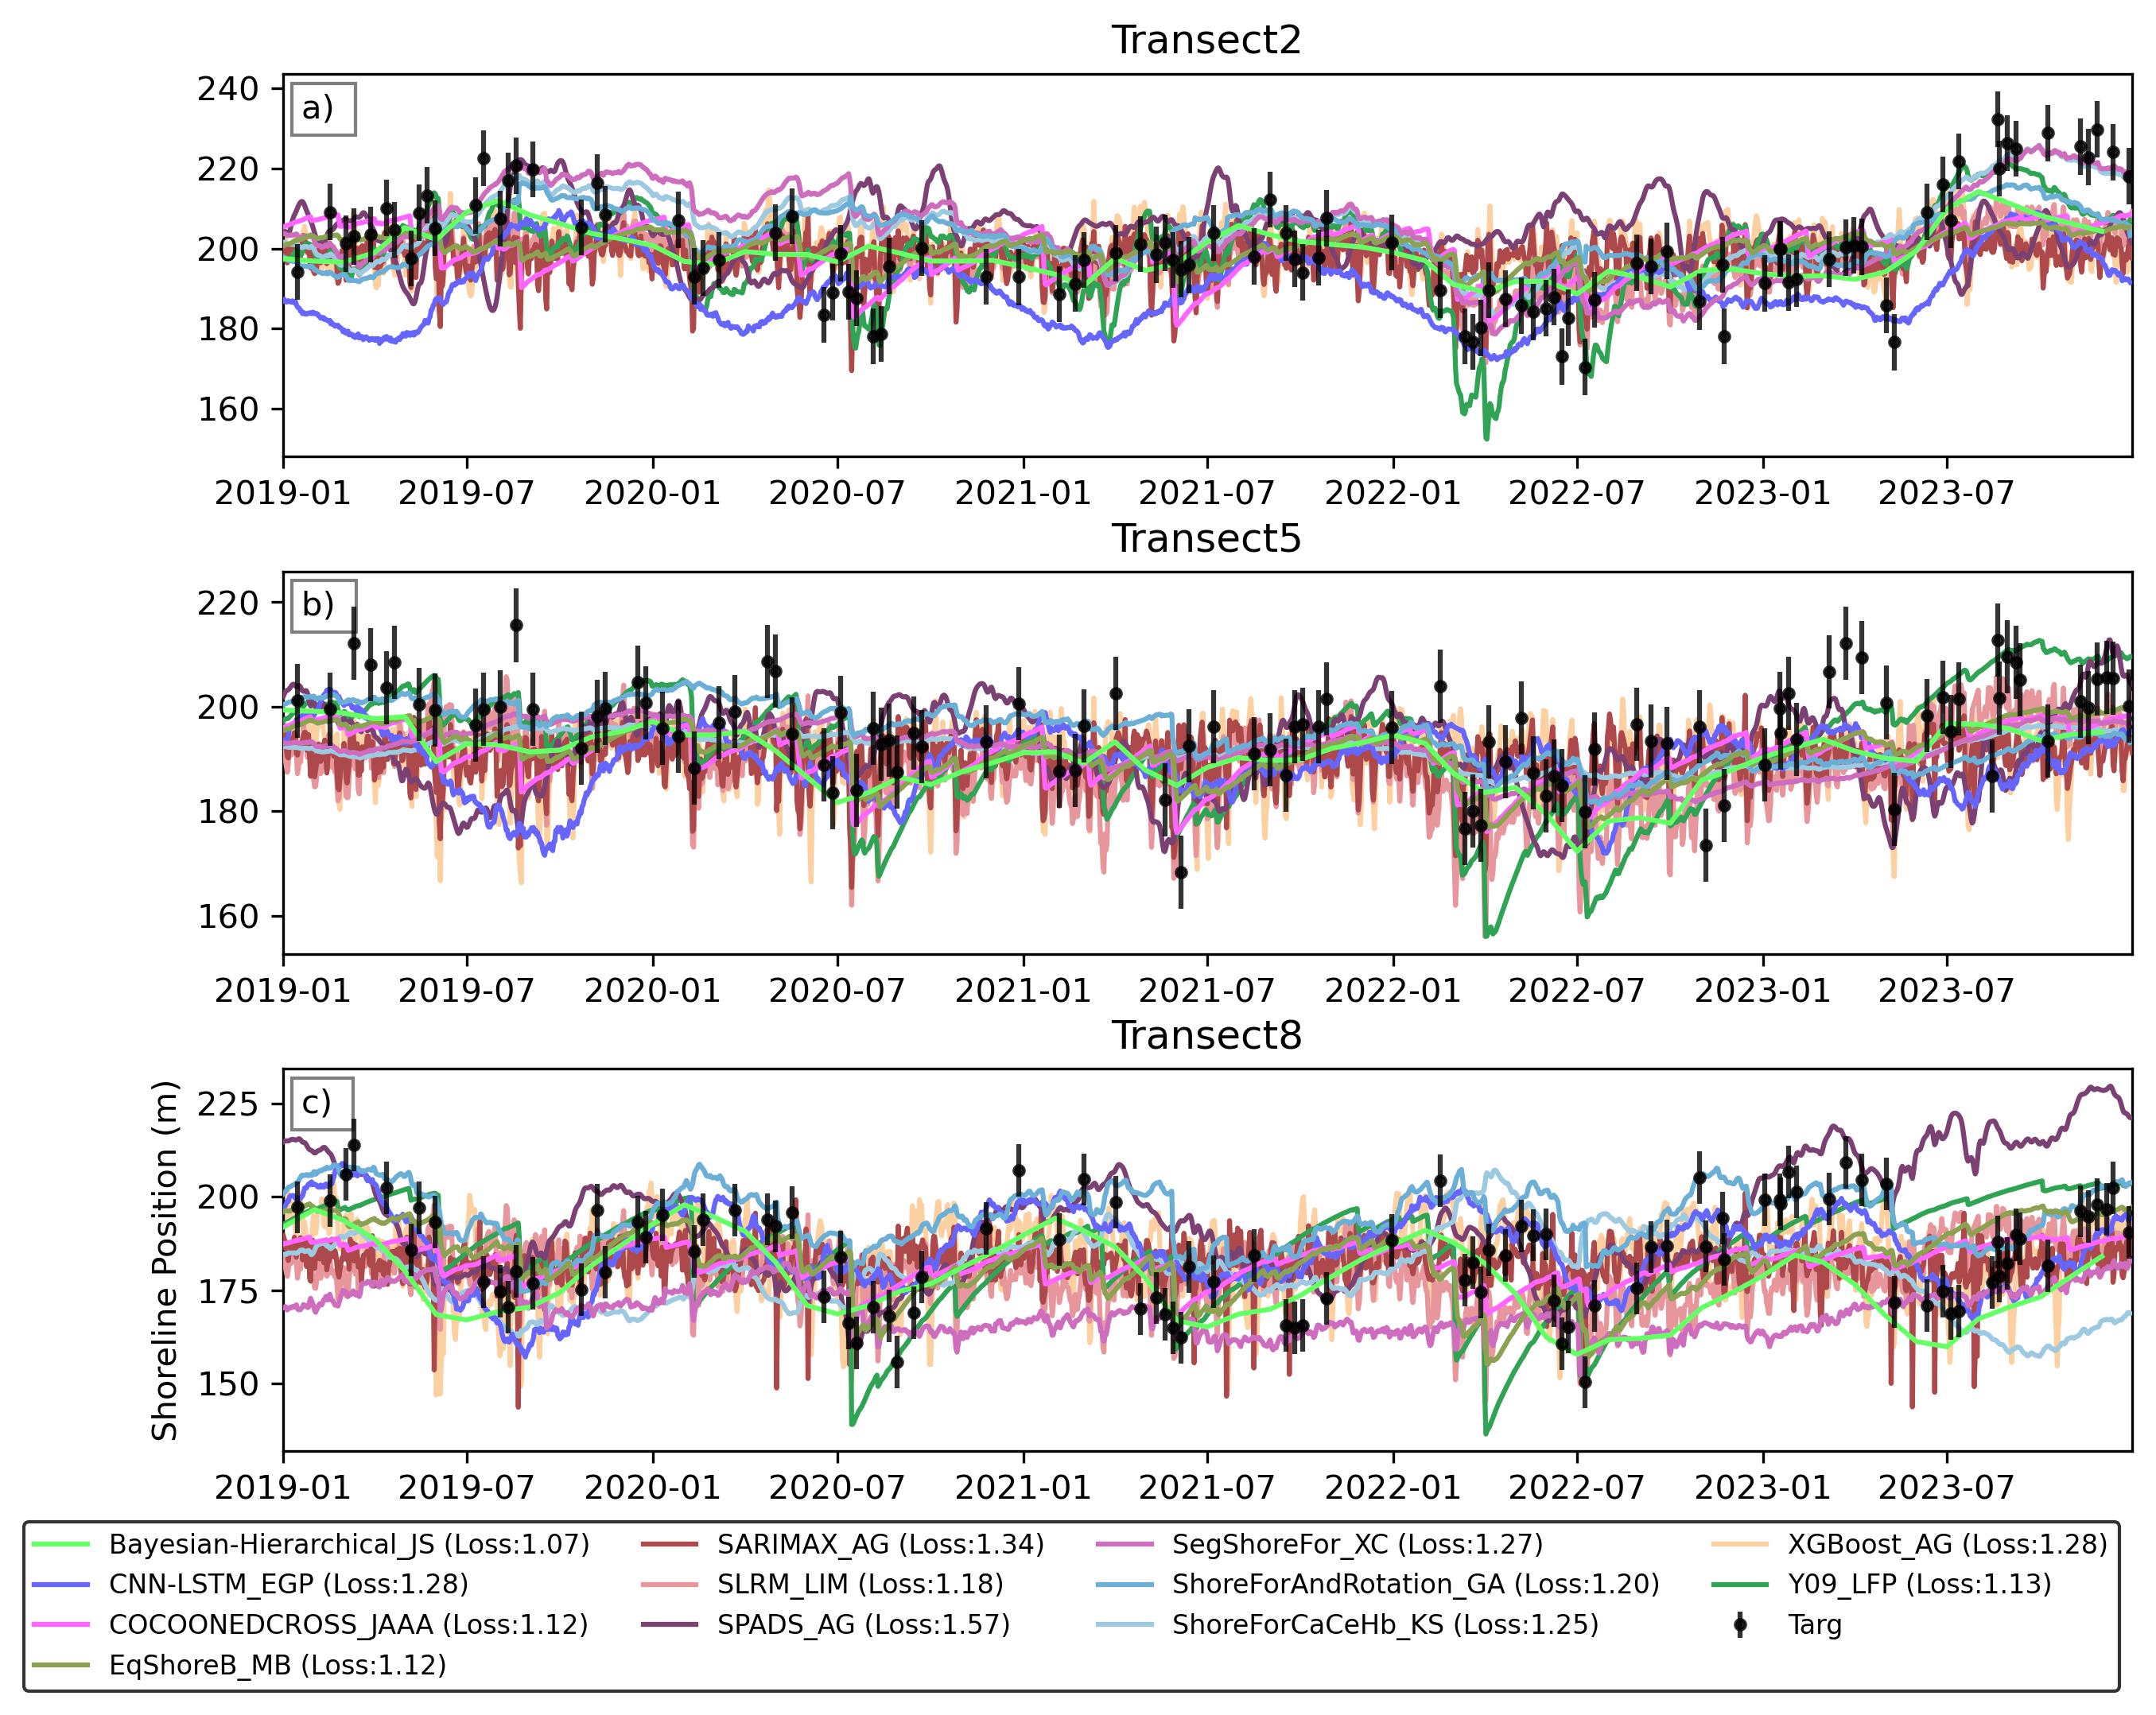 Transect2
a)
240
220
200
180
160
2019-01 2019-07 2020-01 2020-07 2021-01 2021-07 2022-01 2022-07 2023-01 2023-07
Transect5
b)
220
200
180
160
2019-01 2019-07 2020-01 2020-07 2021-01 2021-07 2022-01 2022-07 2023-01 2023-07
Transect8
c)
Shoreline Position (m)
225
200
175
150
2019-01 2019-07 2020-01 2020-07 2021-01 2021-07 2022-01 2022-07 2023-01 2023-07
Bayesian-Hierarchical_JS (Loss:1.07)
CNN-LSTM_EGP (Loss:1.28)
COCOONEDCROSS_JAAA (Loss:1.12)
EqShoreB_MB (Loss:1.12)
SARIMAX_AG (Loss:1.34)
SLRM_LIM (Loss:1.18)
SPADS_AG (Loss:1.57)
SegShoreFor_XC (Loss:1.27)
ShoreForAndRotation_GA (Loss:1.20)
ShoreForCaCeHb_KS (Loss:1.25)
XGBoost_AG (Loss:1.28)
Y09_LFP (Loss:1.13)
Targ